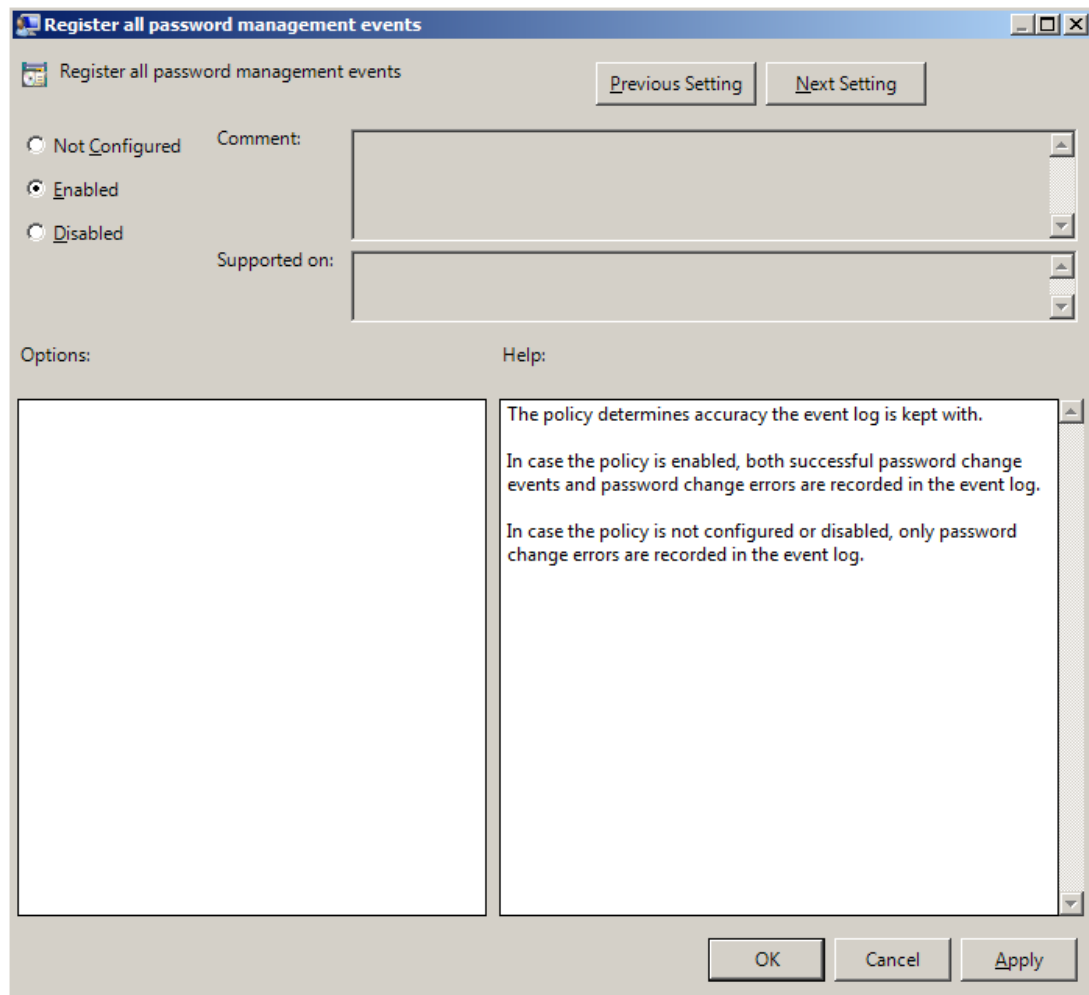 Register all password management events
Register all password management events
Previous Setting
Next Setting
Not Configured
Comment:
Enabled
Disabled
Supported on:
Options:
Help:
The policy determines accuracy the event log is kept with.
In case the policy is enabled, both successful password change
events and password change errors are recorded in the event log.
In case the policy is not configured or disabled, only password
change errors are recorded in the event log.
OK
Cancel
Apply